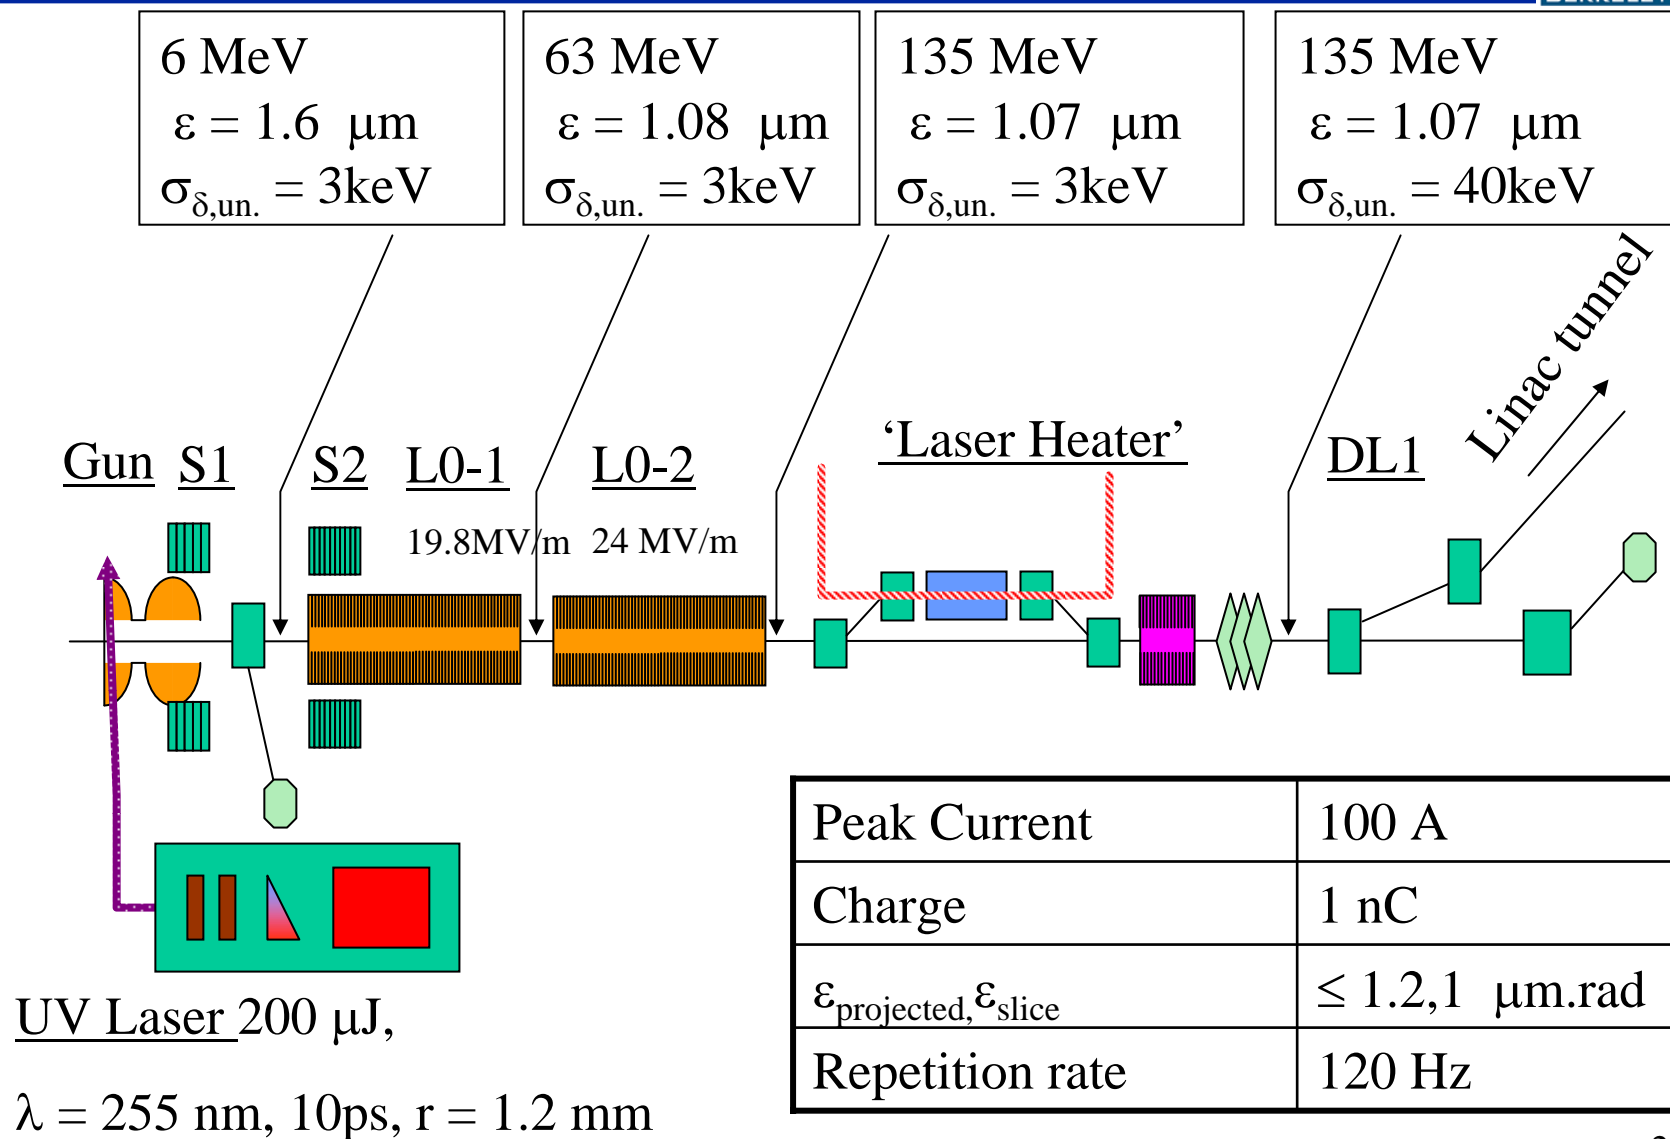 6 MeV
ε = 1.6 μm
σδ,un. = 3keV
63 MeV
ε = 1.08 μm
σδ,un. = 3keV
135 MeV
ε = 1.07 μm
σδ,un. = 3keV
135 MeV
ε = 1.07 μm
σδ,un. = 40keV
Linac tunnel
Gun S1 S2 L0-1 L0-2 ‘Laser Heater’ DL1
19.8MV/m 24 MV/m
Peak Current 100 A
Charge 1 nC
εprojected,εslice ≤ 1.2,1 μm.rad
Repetition rate 120 Hz
UV Laser 200 μJ,
λ = 255 nm, 10ps, r = 1.2 mm